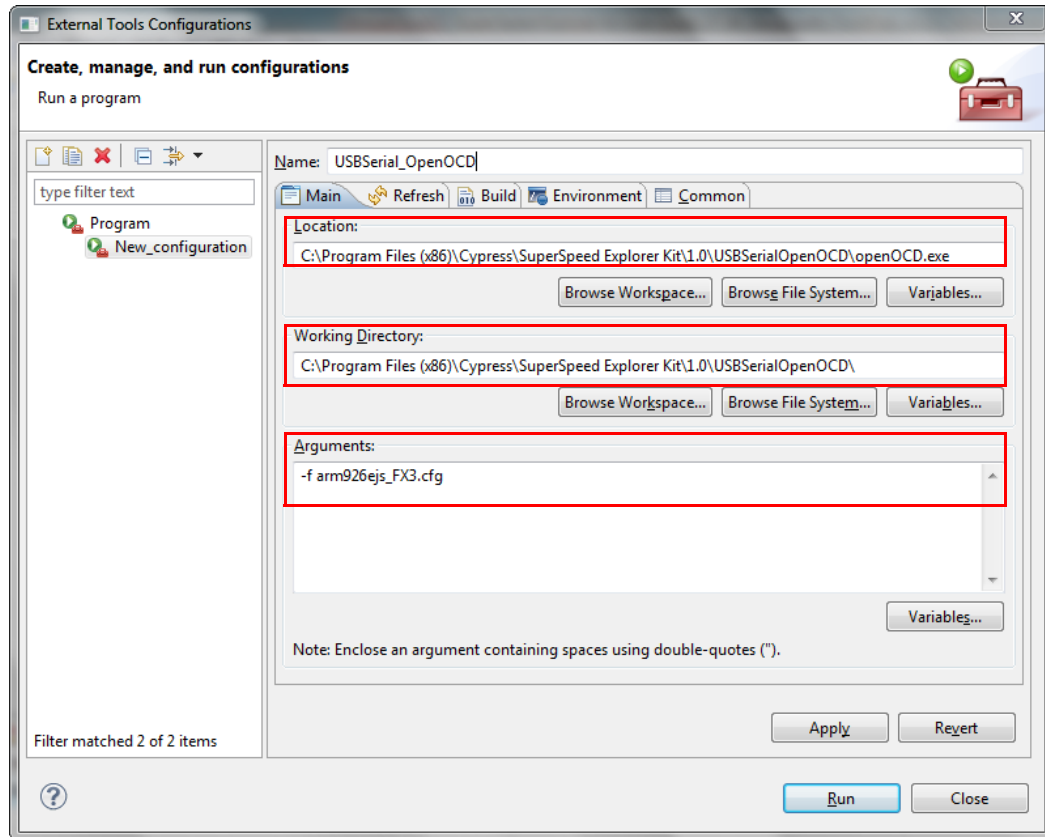 External Tools Configurations
Create, manage, and run configurations
Run a program
Name: USBSerial_OpenOCD
type filter text
Program
New_configuration
Filter matched 2 of 2 items
Main Refresh Build Environment Common
Location:
C:\Program Files (x86)\Cypress\SuperSpeed Explorer Kit\1.0\USBSerialOpenOCD\openOCD.exe
Browse Workspace... Browse File System... Variables...
Working Directory:
C:\Program Files (x86)\Cypress\SuperSpeed Explorer Kit\1.0\USBSerialOpenOCD\
Browse Workspace... Browse File System... Variables...
Arguments:
-f arm926ejs_FX3.cfg
Variables...
Note: Enclose an argument containing spaces using double-quotes (").
Apply Revert
Run Close